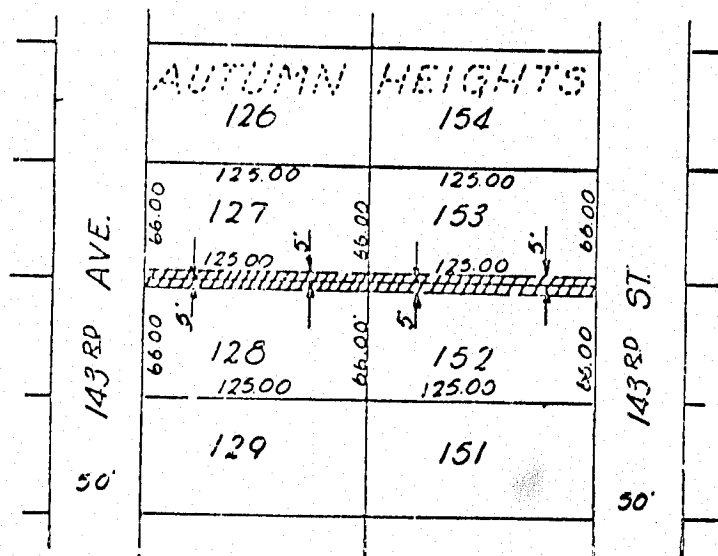 AUTUMN HEIGHTS
126 154
125.00 125.00
66.00 127 66.00 153 66.00
125.00 5' 125.00 5'
5' 5'
66.00 128 66.00 152 66.00
125.00 125.00
129 151
143RD AVE.
50'
143RD ST.
50'